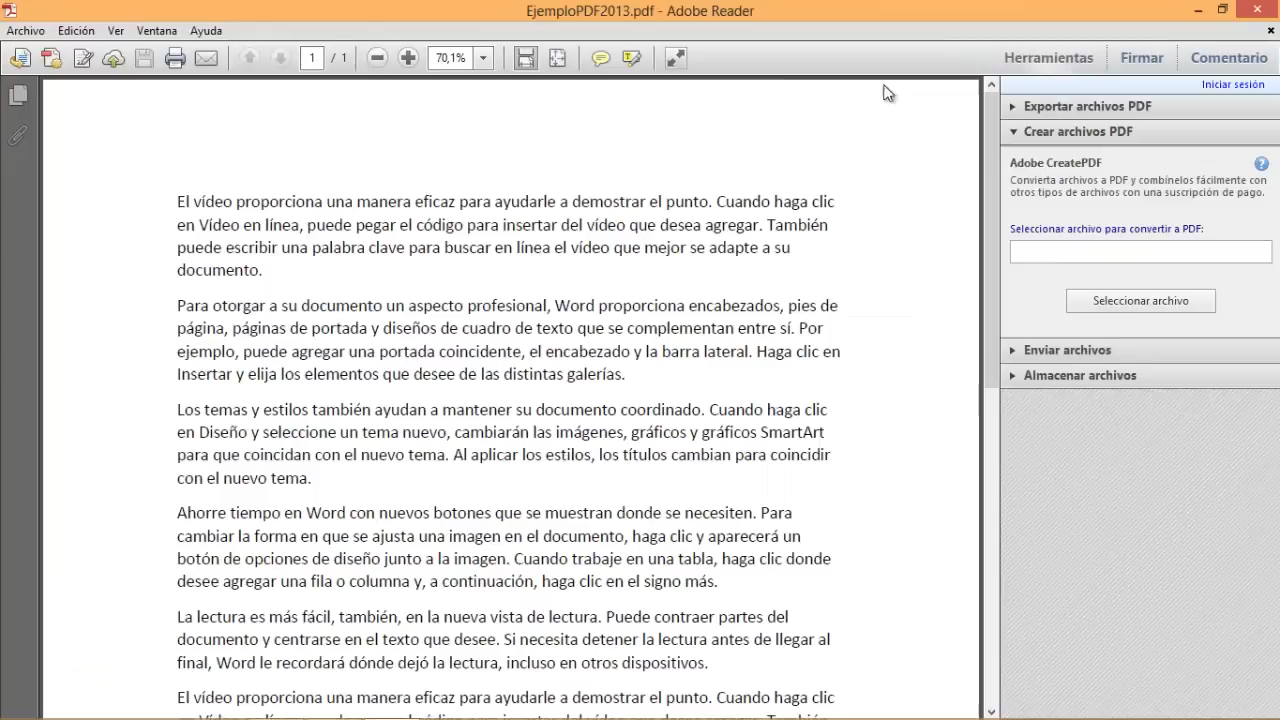 EjemploPDF2013.pdf - Adobe Reader
Archivo Edición Ver Ventana Ayuda
1 / 1 70,1% Herramientas Firmar Comentario
Iniciar sesión
Exportar archivos PDF
Crear archivos PDF
Adobe CreatePDF
Convierta archivos a PDF y combínelos fácilmente con
otros tipos de archivos con una suscripción de pago.
Seleccionar archivo para convertir a PDF:
Seleccionar archivo
Enviar archivos
Almacenar archivos
El vídeo proporciona una manera eficaz para ayudarle a demostrar el punto. Cuando haga clic
en Vídeo en línea, puede pegar el código para insertar del vídeo que desea agregar. También
puede escribir una palabra clave para buscar en línea el vídeo que mejor se adapte a su
documento.
Para otorgar a su documento un aspecto profesional, Word proporciona encabezados, pies de
página, páginas de portada y diseños de cuadro de texto que se complementan entre sí. Por
ejemplo, puede agregar una portada coincidente, el encabezado y la barra lateral. Haga clic en
Insertar y elija los elementos que desee de las distintas galerías.
Los temas y estilos también ayudan a mantener su documento coordinado. Cuando haga clic
en Diseño y seleccione un tema nuevo, cambiarán las imágenes, gráficos y gráficos SmartArt
para que coincidan con el nuevo tema. Al aplicar los estilos, los títulos cambian para coincidir
con el nuevo tema.
Ahorre tiempo en Word con nuevos botones que se muestran donde se necesiten. Para
cambiar la forma en que se ajusta una imagen en el documento, haga clic y aparecerá un
botón de opciones de diseño junto a la imagen. Cuando trabaje en una tabla, haga clic donde
desee agregar una fila o columna y, a continuación, haga clic en el signo más.
La lectura es más fácil, también, en la nueva vista de lectura. Puede contraer partes del
documento y centrarse en el texto que desee. Si necesita detener la lectura antes de llegar al
final, Word le recordará dónde dejó la lectura, incluso en otros dispositivos.
El vídeo proporciona una manera eficaz para ayudarle a demostrar el punto. Cuando haga clic